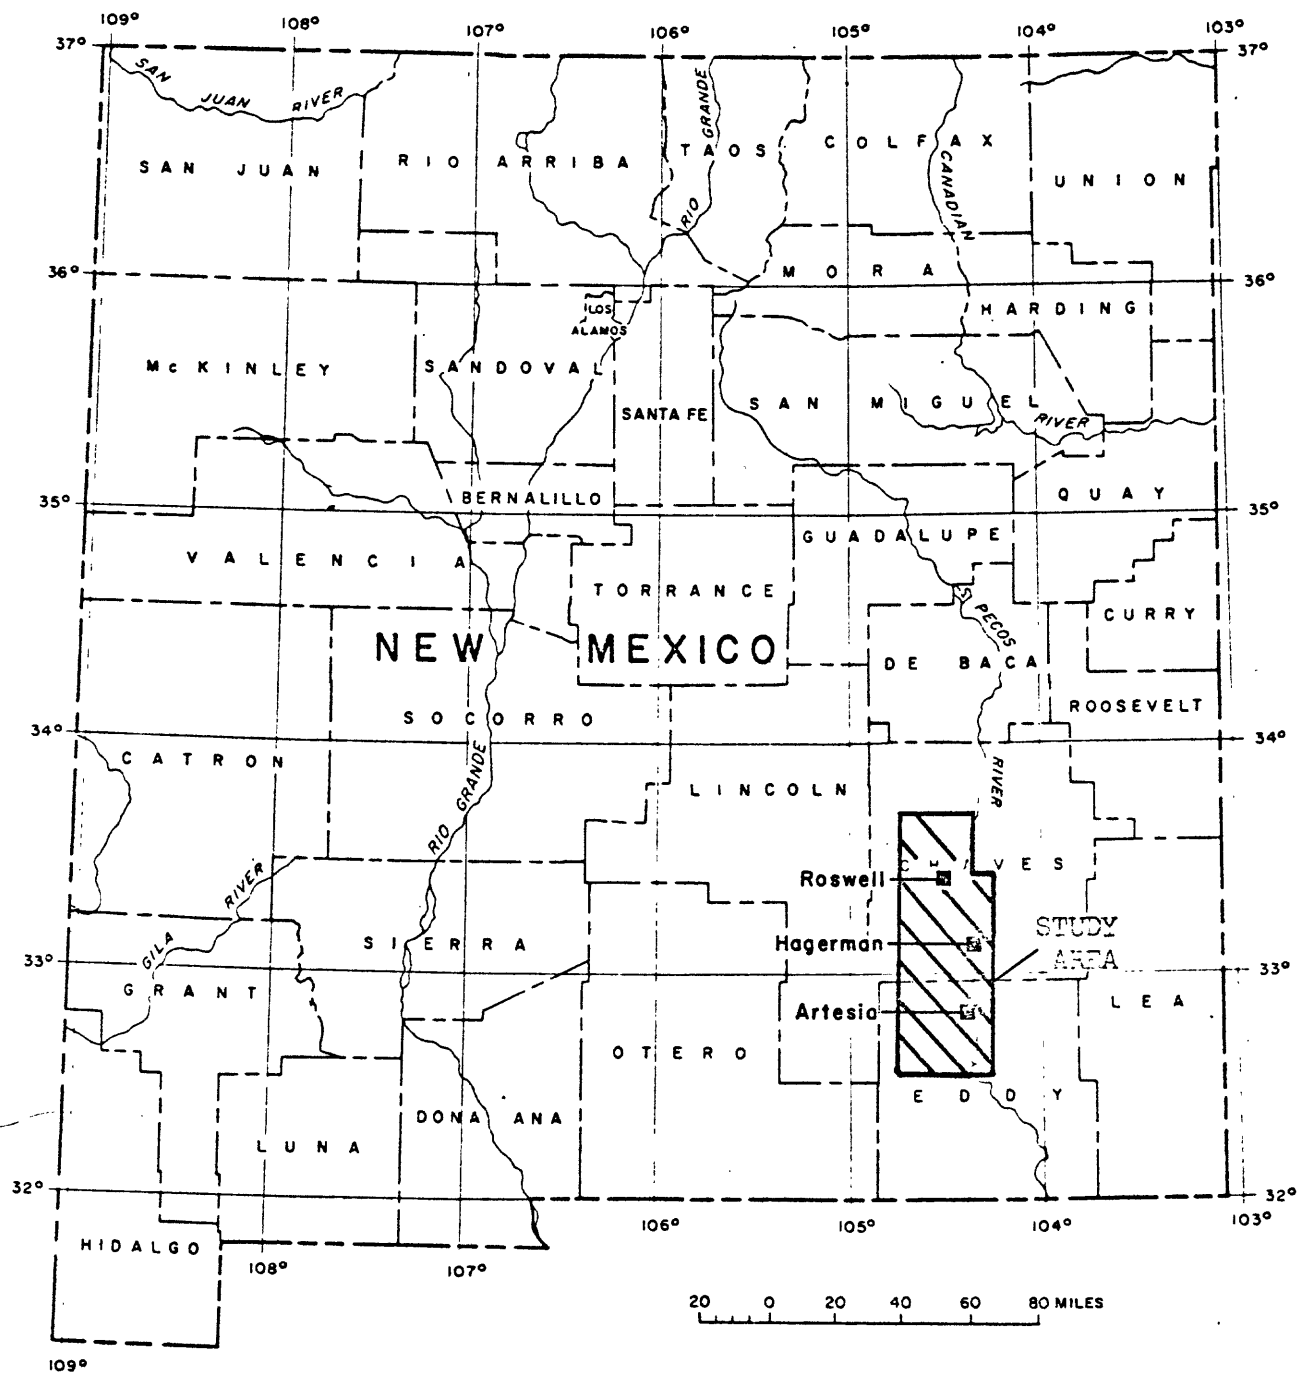 109° 108° 107° 106° 105° 104° 103°
37° 37°
SAN JUAN RIVER
RIO GRANDE
CANADIAN
SAN JUAN
RIO ARRIBA
TAOS
COLFAX
UNION
36° 36°
MORA
HARDING
LOS ALAMOS
McKINLEY
SANDOVAL
SANTA FE
SAN MIGUEL
RIVER
35° 35°
BERNALILLO
QUAY
VALENCIA
GUADALUPE
TORRANCE
CURRY
PECOS
NEW MEXICO
DE BACA
ROOSEVELT
SOCORRO
34° 34°
CATRON
RIO GRANDE
LINCOLN
RIVER
CHAVES
Roswell
GILA RIVER
SIERRA
Hagerman
STUDY
AREA
33° 33°
GRANT
LEA
Artesia
OTERO
EDDY
DONA ANA
LUNA
32° 32°
106° 105° 104° 103°
HIDALGO
108° 107°
20 0 20 40 60 80 MILES
109°